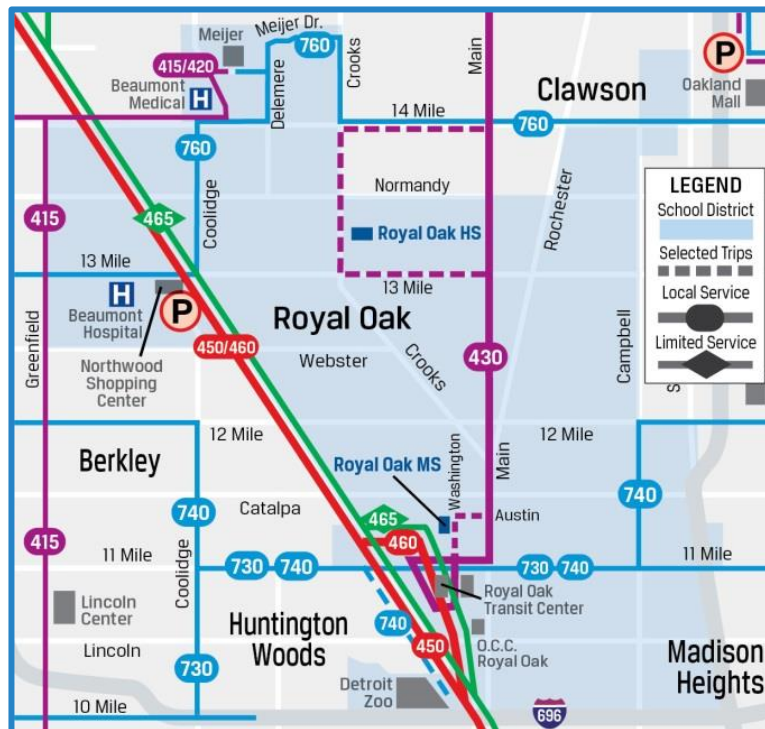 Meijer Dr.
Meijer
760
415/420
Beaumont
Medical
H
Delemere
Crooks
Main
P
Oakland
Mall
Clawson
14 Mile
760
760
Coolidge
415
465
Normandy
Royal Oak HS
Rochester
LEGEND
School District
Selected Trips
Local Service
Limited Service
13 Mile
13 Mile
H
Beaumont
Hospital
P
Northwood
Shopping
Center
Greenfield
Royal Oak
450/460
Webster
Crooks
430
Campbell
12 Mile
12 Mile
Berkley
Royal Oak MS
Washington
Main
740
740
Catalpa
465
460
Austin
415
11 Mile
11 Mile
Coolidge
730
740
730
740
Lincoln
Center
Royal Oak
Transit Center
Huntington
Woods
740
450
O.C.C.
Royal Oak
Lincoln
730
Madison
Heights
Detroit
Zoo
10 Mile
696